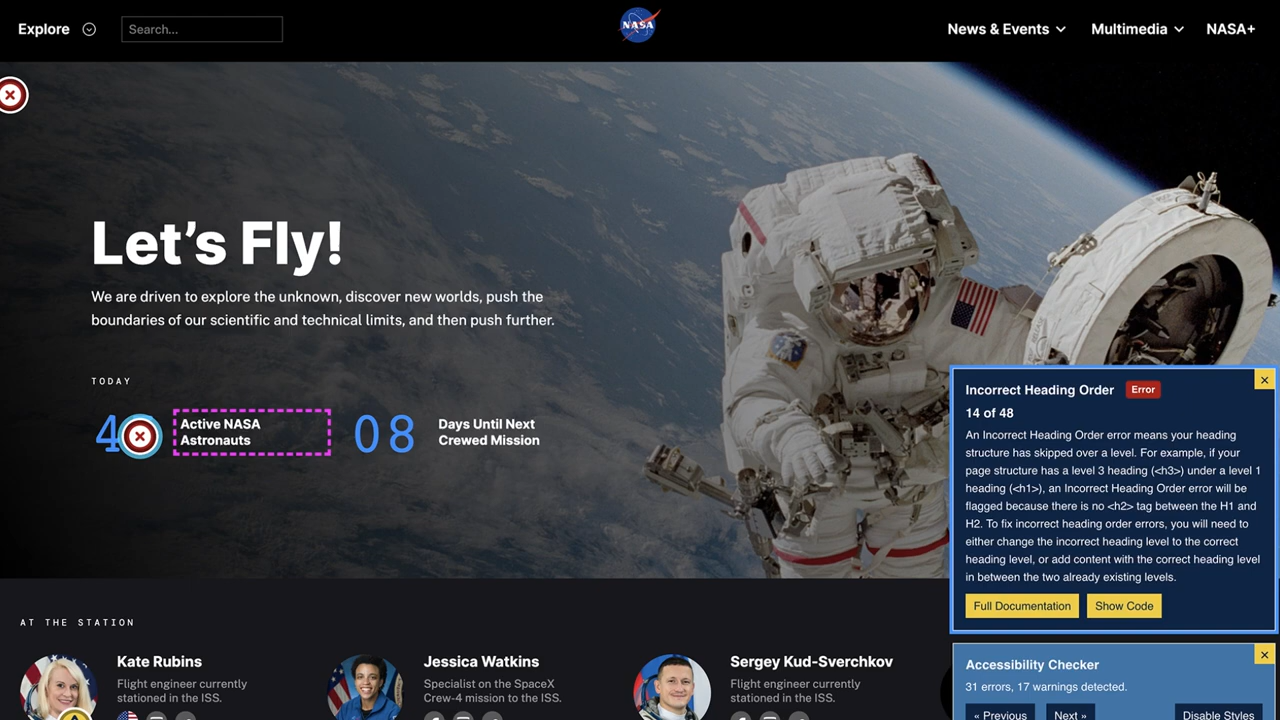 Explore
Search...
NASA
News & Events
Multimedia
NASA+
Let's Fly!
We are driven to explore the unknown, discover new worlds, push the
boundaries of our scientific and technical limits, and then push further.
TODAY
4
Active NASA
Astronauts
08
Days Until Next
Crewed Mission
Incorrect Heading Order
Error
14 of 48
An Incorrect Heading Order error means your heading
structure has skipped over a level. For example, if your
page structure has a level 3 heading (<h3>) under a level 1
heading (<h1>), an Incorrect Heading Order error will be
flagged because there is no <h2> tag between the H1 and
H2. To fix incorrect heading order errors, you will need to
either change the incorrect heading level to the correct
heading level, or add content with the correct heading level
in between the two already existing levels.
Full Documentation
Show Code
AT THE STATION
Kate Rubins
Flight engineer currently
stationed in the ISS.
Jessica Watkins
Specialist on the SpaceX
Crew-4 mission to the ISS.
Sergey Kud-Sverchkov
Flight engineer currently
stationed in the ISS.
Accessibility Checker
31 errors, 17 warnings detected.
« Previous
Next »
Disable Styles